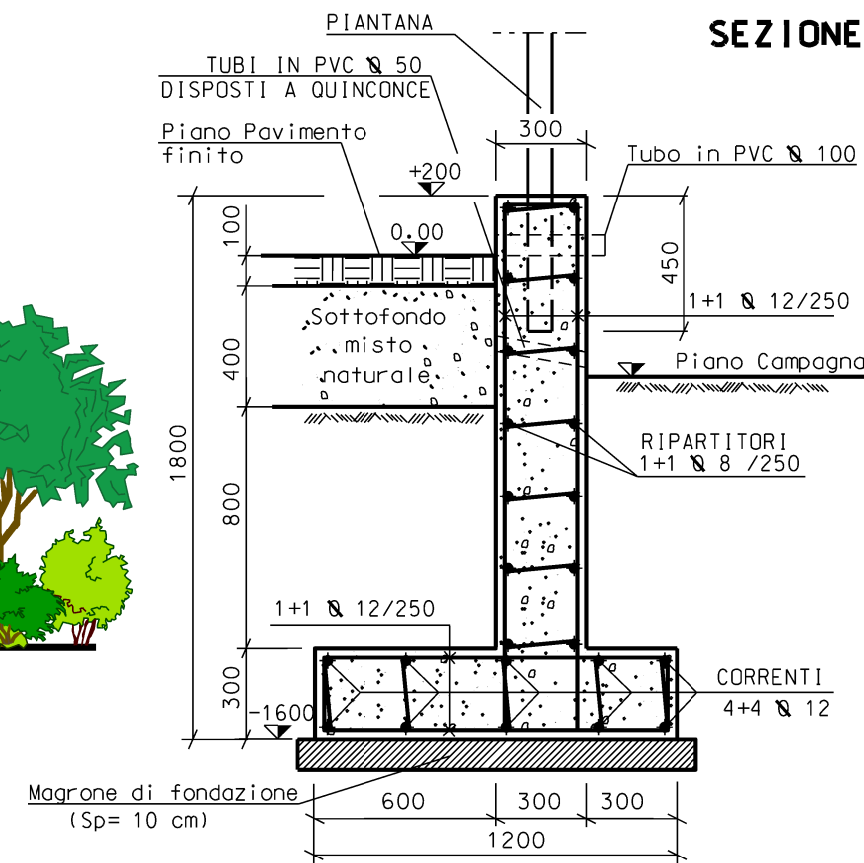 PIANTANA
SEZIONE
TUBI IN PVC Ø 50
DISPOSTI A QUINCONCE
300
Piano Pavimento
finito
Tubo in PVC Ø 100
+200
100
0.00
450
1+1 Ø 12/250
Sottofondo
misto
naturale
400
Piano Campagna
1800
RIPARTITORI
1+1 Ø 8 /250
800
1+1 Ø 12/250
300
CORRENTI
4+4 Ø 12
-1600
Magrone di fondazione
(Sp= 10 cm)
600
300
300
1200